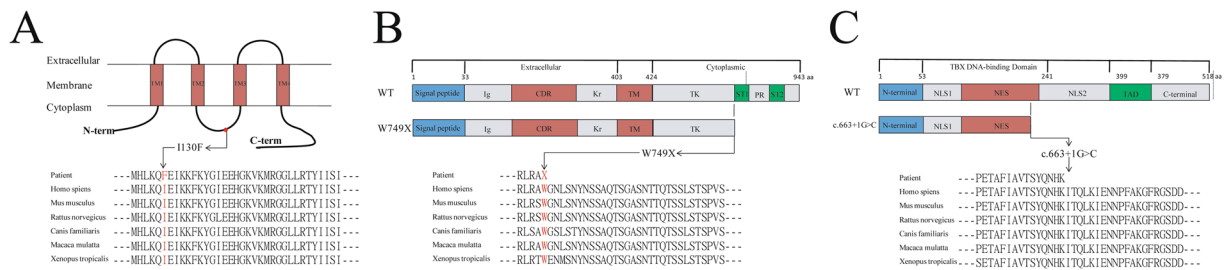 A
Extracellular
Membrane
Cytoplasm
TM1 TM2 TM3 TM4
N-term
C-term
I130F
Patient ---MHLKQFEIKKFKYGIEEHGKVKMRGGLLRTYIISI---
Homo spiens ---MHLKQIEIKKFKYGIEEHGKVKMRGGLLRTYIISI---
Mus musculus ---MHLKQIEIKKFKYGIEEHGKVKMRGGLLRTYIISI---
Rattus norvegicus ---MHLKQIEIKKFKYGLEEHGKVKMRGGLLRTYIISI---
Canis familiaris ---MHLKQIEIKKFKYGIEEHGKVKMRGGLLRTYIISI---
Macaca mulatta ---MHLKQIEIKKFKYGIEEHGKVKMRGGLLRTYIISI---
Xenopus tropicalis ---MHLKQIEIKKFKYGIEEHGKVKMRGGLLRTYIISI---
B
Extracellular Cytoplasmic
1 33 403 424 943 aa
WT Signal peptide Ig CDR Kr TM TK ST1 PR ST2
W749X Signal peptide Ig CDR Kr TM TK
W749X
Patient ---RLRAX
Homo spiens ---RLRAWGNLSNYNSSAQTSGASNTTQTSSLSTSPVS---
Mus musculus ---RLRSWGNLSNYNSSAQTSGASNTTQTSSLSTSPVS---
Rattus norvegicus ---RLRSWGNLSNYNSSAQTSGASNTTQTSSLSTSPVS---
Canis familiaris ---RLRAWGNLSNYNSSAQTSGASNTTQTSSLSTSPVS---
Macaca mulatta ---RLRAWGNLSNYNSSAQTSGASNTTQTSSLSTSPVS---
Xenopus tropicalis ---RLRTWENMSNYNSSAQTSGASNTTQTSSLSTSPVS---
C
TBX DNA-binding Domain
1 53 241 399 379 518 aa
WT N-terminal NLS1 NES NLS2 TAD C-terminal
c.663+1G>C N-terminal NLS1 NES
c.663+1G>C
Patient ---PETAFIAVTSYQNHK
Homo spiens ---PETAFIAVTSYQNHKITQLKIENNPFAKGFRGSDD---
Mus musculus ---PETAFIAVTSYQNHKITQLKIENNPFAKGFRGSDD---
Rattus norvegicus ---PETAFIAVTSYQNHKITQLKIENNPFAKGFRGSDD---
Canis familiaris ---PETAFIAVTSYQNHKITQLKIENNPFAKGFRGSDD---
Macaca mulatta ---PETAFIAVTSYQNHKITQLKIENNPFAKGFRGSDD---
Xenopus tropicalis ---SETAFIAVTSYQNHKITQLKIENNPFAKGFRGSDD---